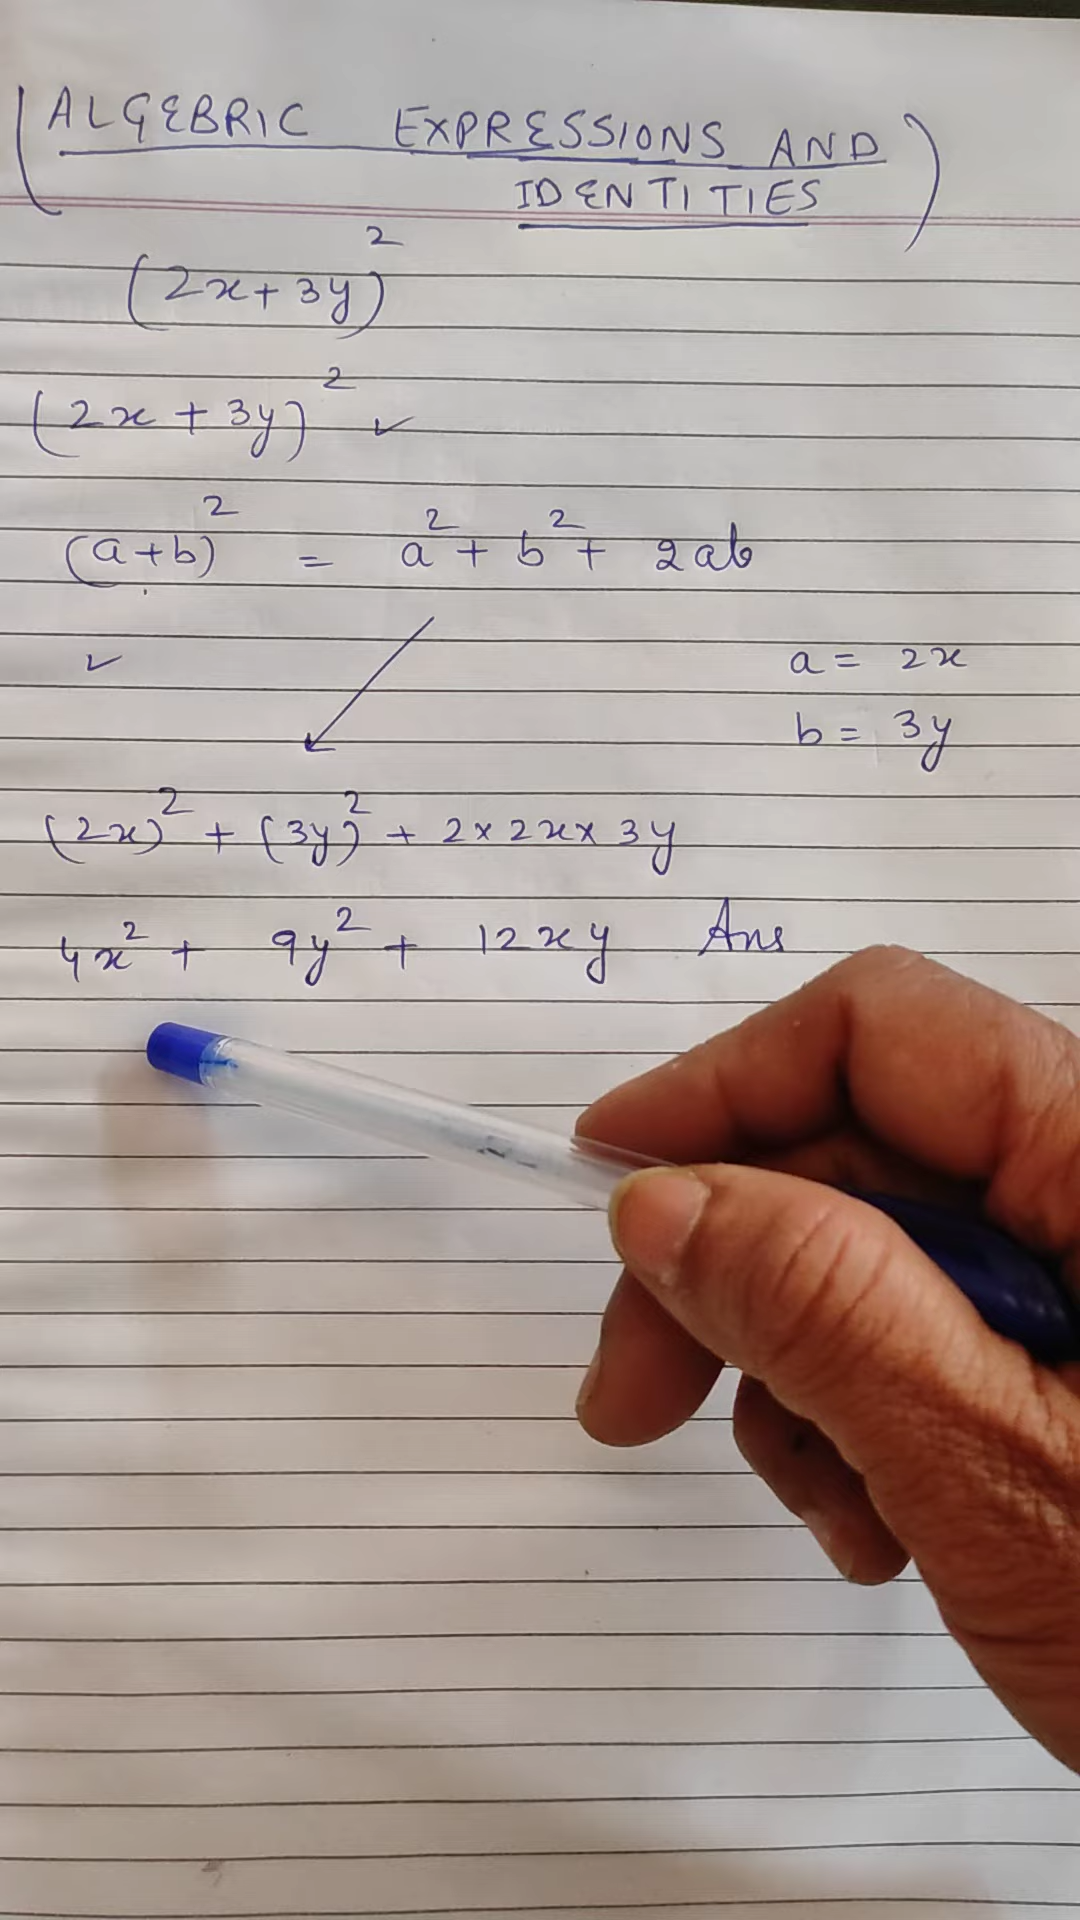 (ALGEBRIC EXPRESSIONS AND
IDENTITIES)
(2x+3y)²
(2x+3y)² ✓
(a+b)² = a²+b²+2ab
✓
a = 2x
b = 3y
(2x)²+(3y)²+2×2x×3y
4x²+9y²+12xy Ans